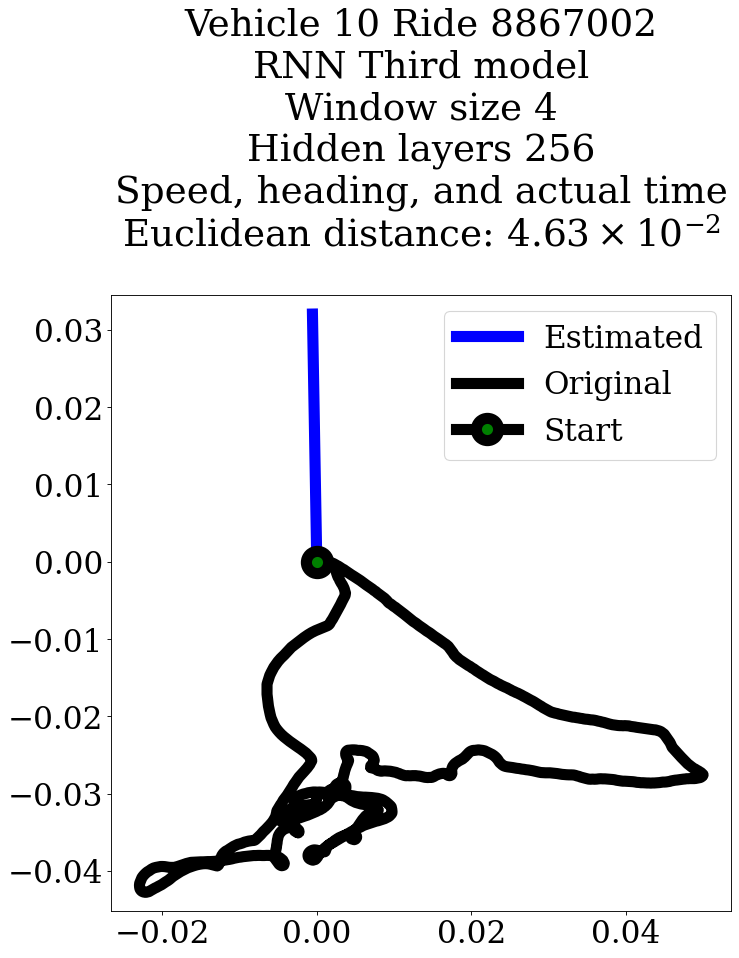 Vehicle 10 Ride 8867002
RNN Third model
Window size 4
Hidden layers 256
Speed, heading, and actual time
Euclidean distance: 4.63 × 10⁻²
Estimated
Original
Start
0.03
0.02
0.01
0.00
−0.01
−0.02
−0.03
−0.04
−0.02 0.00 0.02 0.04